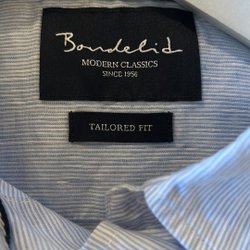 Bondelid
MODERN CLASSICS
SINCE 1956
TAILORED FIT